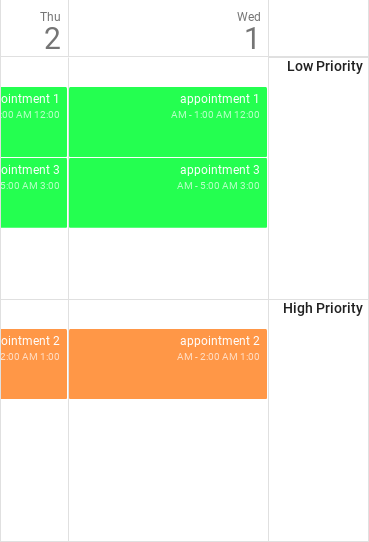 Wed
1
Thu
2
Low Priority
appointment 1
AM - 1:00 AM 12:00
ointment 1
:00 AM 12:00
appointment 3
AM - 5:00 AM 3:00
ointment 3
5:00 AM 3:00
High Priority
appointment 2
AM - 2:00 AM 1:00
ointment 2
2:00 AM 1:00